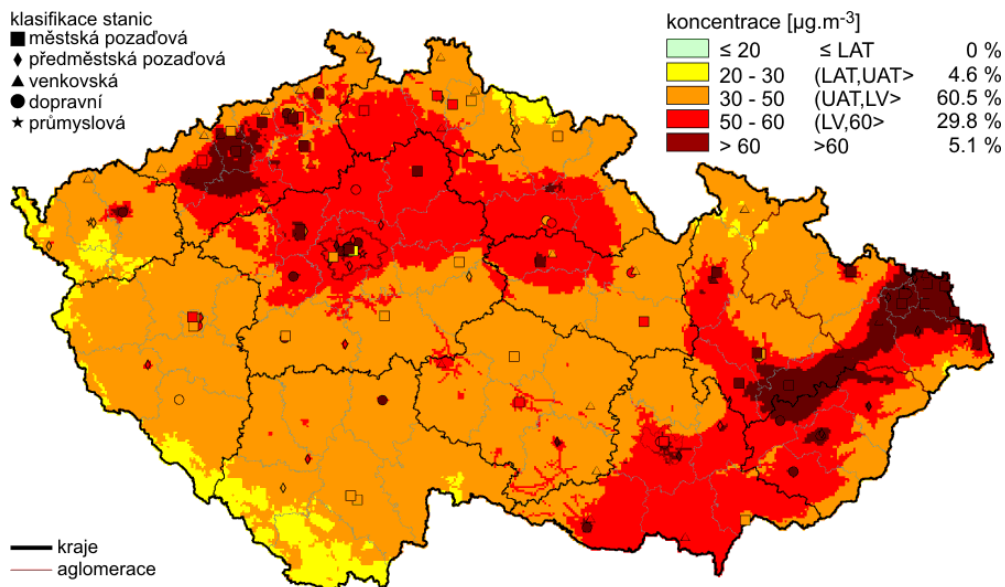 klasifikace stanic
městská pozaďová
předměstská pozaďová
venkovská
dopravní
průmyslová
koncentrace [µg.m-3]
≤ 20 ≤ LAT 0 %
20 - 30 (LAT,UAT> 4.6 %
30 - 50 (UAT,LV> 60.5 %
50 - 60 (LV,60> 29.8 %
> 60 >60 5.1 %
kraje
aglomerace